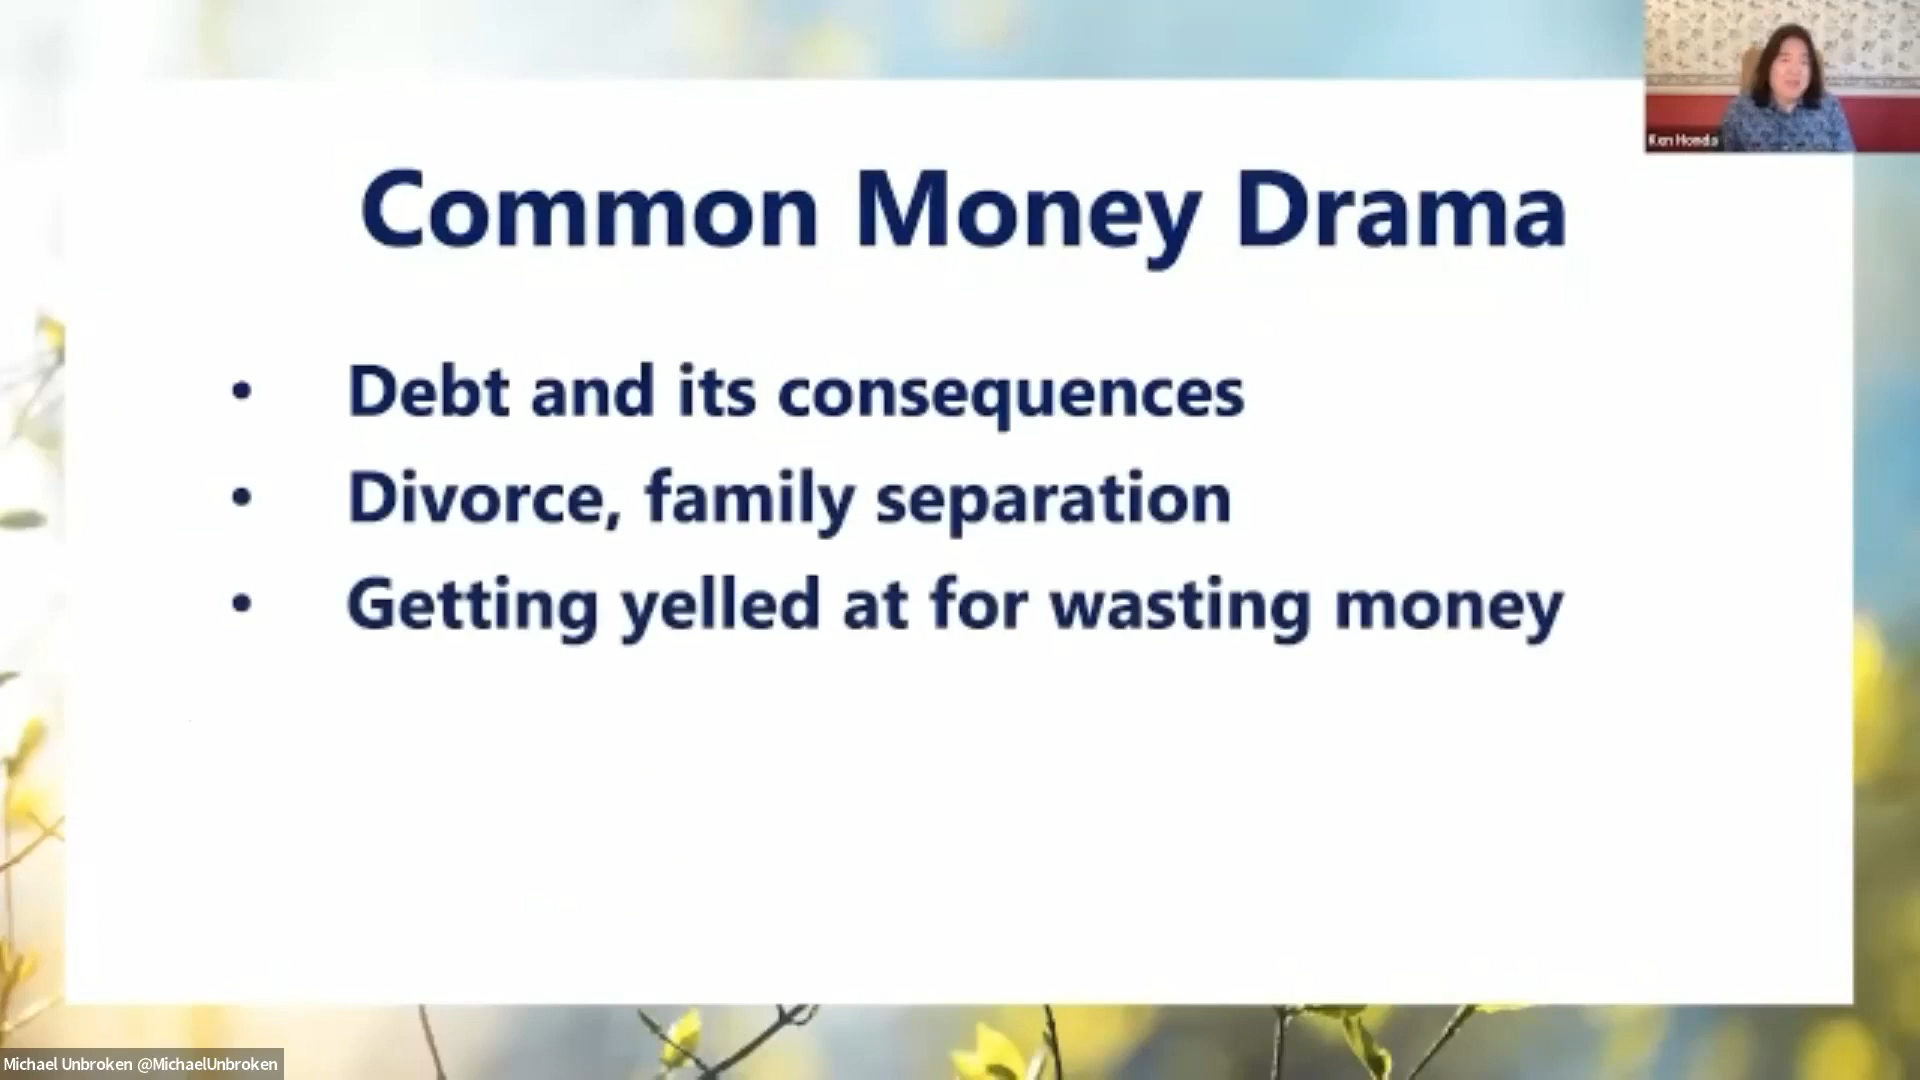 Common Money Drama
Ken Honda
• Debt and its consequences
• Divorce, family separation
• Getting yelled at for wasting money
Michael Unbroken @MichaelUnbroken